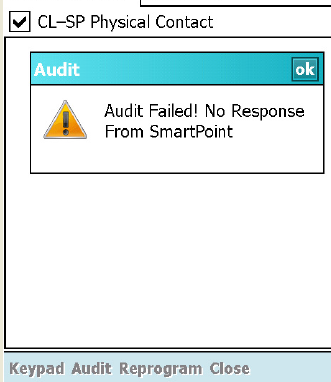 CL-SP Physical Contact
Audit
ok
Audit Failed! No Response
From SmartPoint
Keypad Audit Reprogram Close